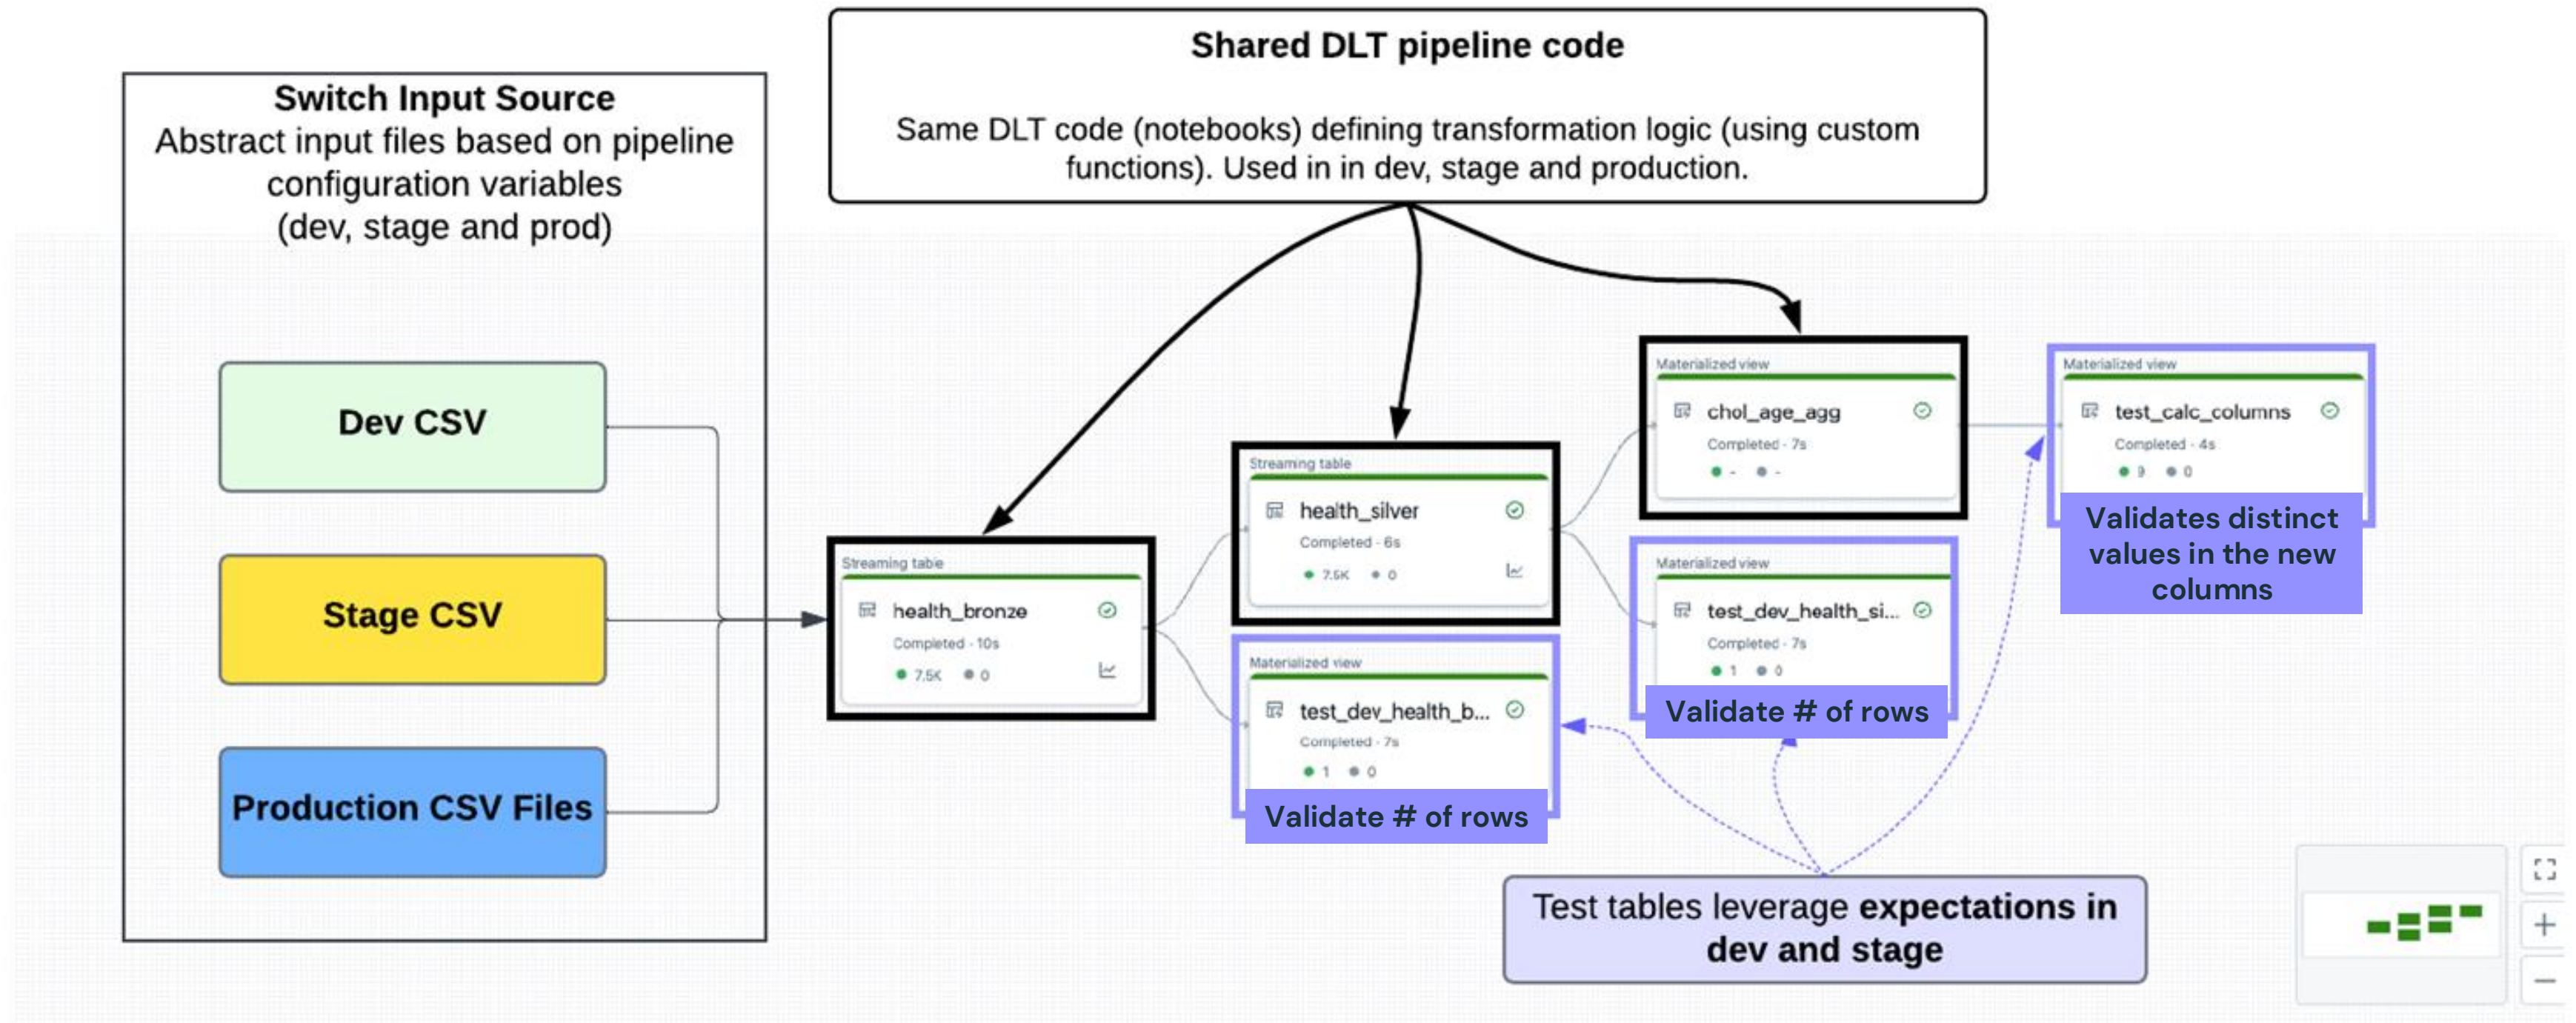 Shared DLT pipeline code
Same DLT code (notebooks) defining transformation logic (using custom
functions). Used in in dev, stage and production.
Switch Input Source
Abstract input files based on pipeline
configuration variables
(dev, stage and prod)
Dev CSV
Stage CSV
Production CSV Files
Streaming table
health_bronze
Completed - 10s
7.5K 0
Streaming table
health_silver
Completed - 6s
7.5K 0
Materialized view
test_dev_health_b...
Completed - 7s
1 0
Validate # of rows
Materialized view
chol_age_agg
Completed - 7s
- -
Materialized view
test_dev_health_si...
Completed - 7s
1 0
Validate # of rows
Materialized view
test_calc_columns
Completed - 4s
9 0
Validates distinct
values in the new
columns
Test tables leverage expectations in
dev and stage